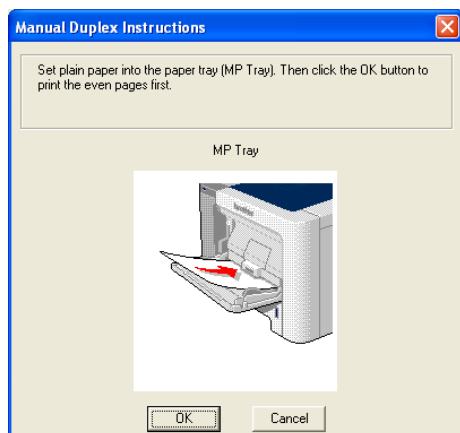 Manual Duplex Instructions
Set plain paper into the paper tray (MP Tray). Then click the OK button to
print the even pages first.
MP Tray
OK
Cancel